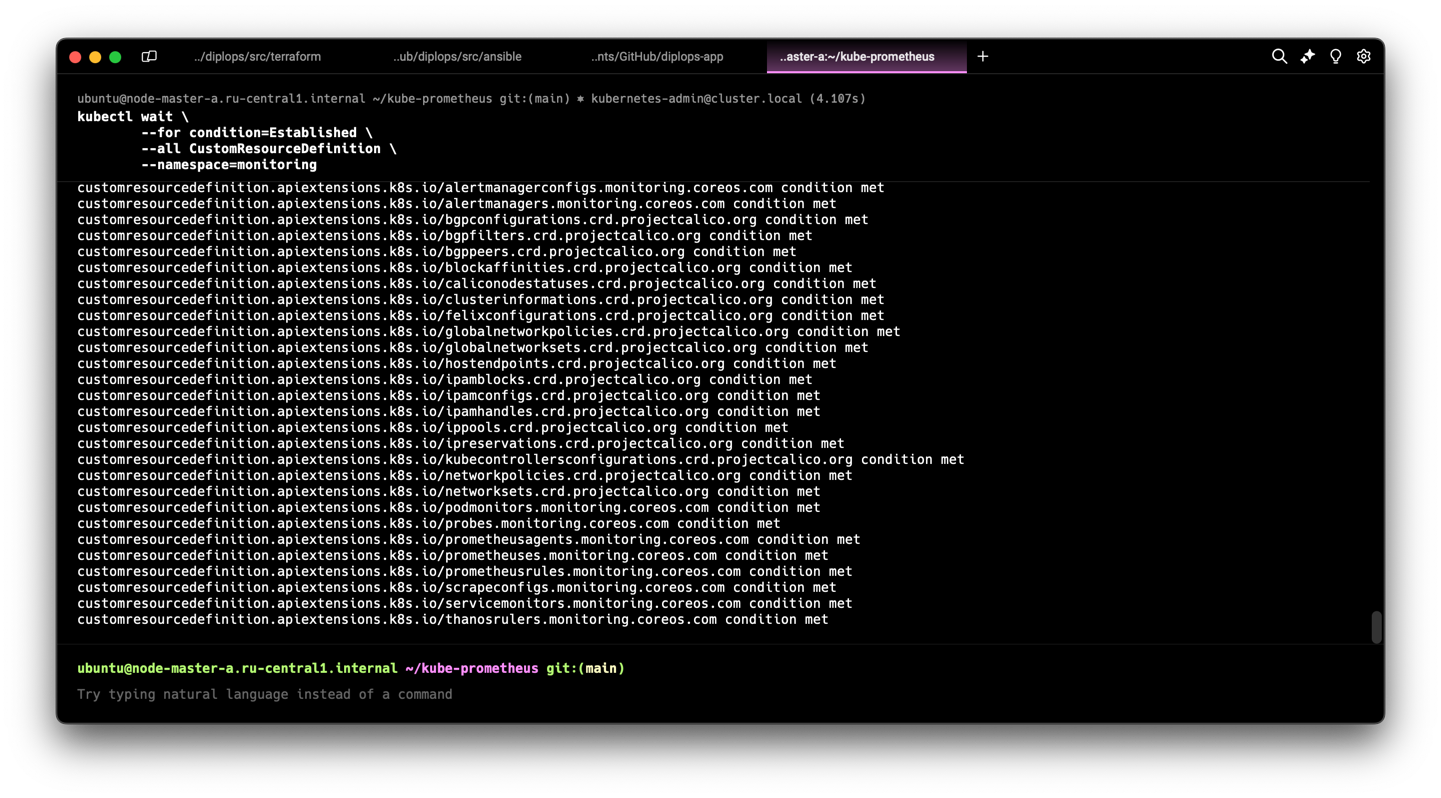 ../diplops/src/terraform
..ub/diplops/src/ansible
..nts/GitHub/diplops-app
..aster-a:~/kube-prometheus
ubuntu@node-master-a.ru-central1.internal ~/kube-prometheus git:(main) ✱ kubernetes-admin@cluster.local (4.107s)
kubectl wait \
--for condition=Established \
--all CustomResourceDefinition \
--namespace=monitoring
customresourcedefinition.apiextensions.k8s.io/alertmanagerconfigs.monitoring.coreos.com condition met
customresourcedefinition.apiextensions.k8s.io/alertmanagers.monitoring.coreos.com condition met
customresourcedefinition.apiextensions.k8s.io/bgpconfigurations.crd.projectcalico.org condition met
customresourcedefinition.apiextensions.k8s.io/bgpfilters.crd.projectcalico.org condition met
customresourcedefinition.apiextensions.k8s.io/bgppeers.crd.projectcalico.org condition met
customresourcedefinition.apiextensions.k8s.io/blockaffinities.crd.projectcalico.org condition met
customresourcedefinition.apiextensions.k8s.io/caliconodestatuses.crd.projectcalico.org condition met
customresourcedefinition.apiextensions.k8s.io/clusterinformations.crd.projectcalico.org condition met
customresourcedefinition.apiextensions.k8s.io/felixconfigurations.crd.projectcalico.org condition met
customresourcedefinition.apiextensions.k8s.io/globalnetworkpolicies.crd.projectcalico.org condition met
customresourcedefinition.apiextensions.k8s.io/globalnetworksets.crd.projectcalico.org condition met
customresourcedefinition.apiextensions.k8s.io/hostendpoints.crd.projectcalico.org condition met
customresourcedefinition.apiextensions.k8s.io/ipamblocks.crd.projectcalico.org condition met
customresourcedefinition.apiextensions.k8s.io/ipamconfigs.crd.projectcalico.org condition met
customresourcedefinition.apiextensions.k8s.io/ipamhandles.crd.projectcalico.org condition met
customresourcedefinition.apiextensions.k8s.io/ippools.crd.projectcalico.org condition met
customresourcedefinition.apiextensions.k8s.io/ipreservations.crd.projectcalico.org condition met
customresourcedefinition.apiextensions.k8s.io/kubecontrollersconfigurations.crd.projectcalico.org condition met
customresourcedefinition.apiextensions.k8s.io/networkpolicies.crd.projectcalico.org condition met
customresourcedefinition.apiextensions.k8s.io/networksets.crd.projectcalico.org condition met
customresourcedefinition.apiextensions.k8s.io/podmonitors.monitoring.coreos.com condition met
customresourcedefinition.apiextensions.k8s.io/probes.monitoring.coreos.com condition met
customresourcedefinition.apiextensions.k8s.io/prometheusagents.monitoring.coreos.com condition met
customresourcedefinition.apiextensions.k8s.io/prometheuses.monitoring.coreos.com condition met
customresourcedefinition.apiextensions.k8s.io/prometheusrules.monitoring.coreos.com condition met
customresourcedefinition.apiextensions.k8s.io/scrapeconfigs.monitoring.coreos.com condition met
customresourcedefinition.apiextensions.k8s.io/servicemonitors.monitoring.coreos.com condition met
customresourcedefinition.apiextensions.k8s.io/thanosrulers.monitoring.coreos.com condition met
ubuntu@node-master-a.ru-central1.internal ~/kube-prometheus git:(main)
Try typing natural language instead of a command